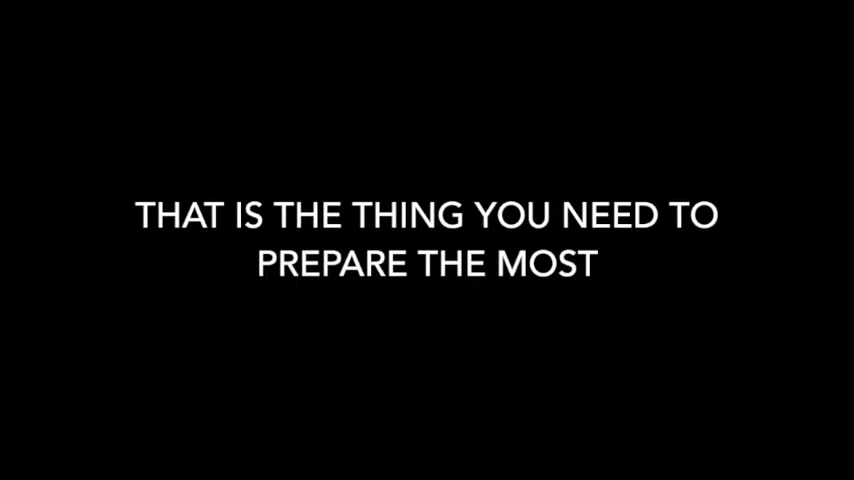 THAT IS THE THING YOU NEED TO
PREPARE THE MOST